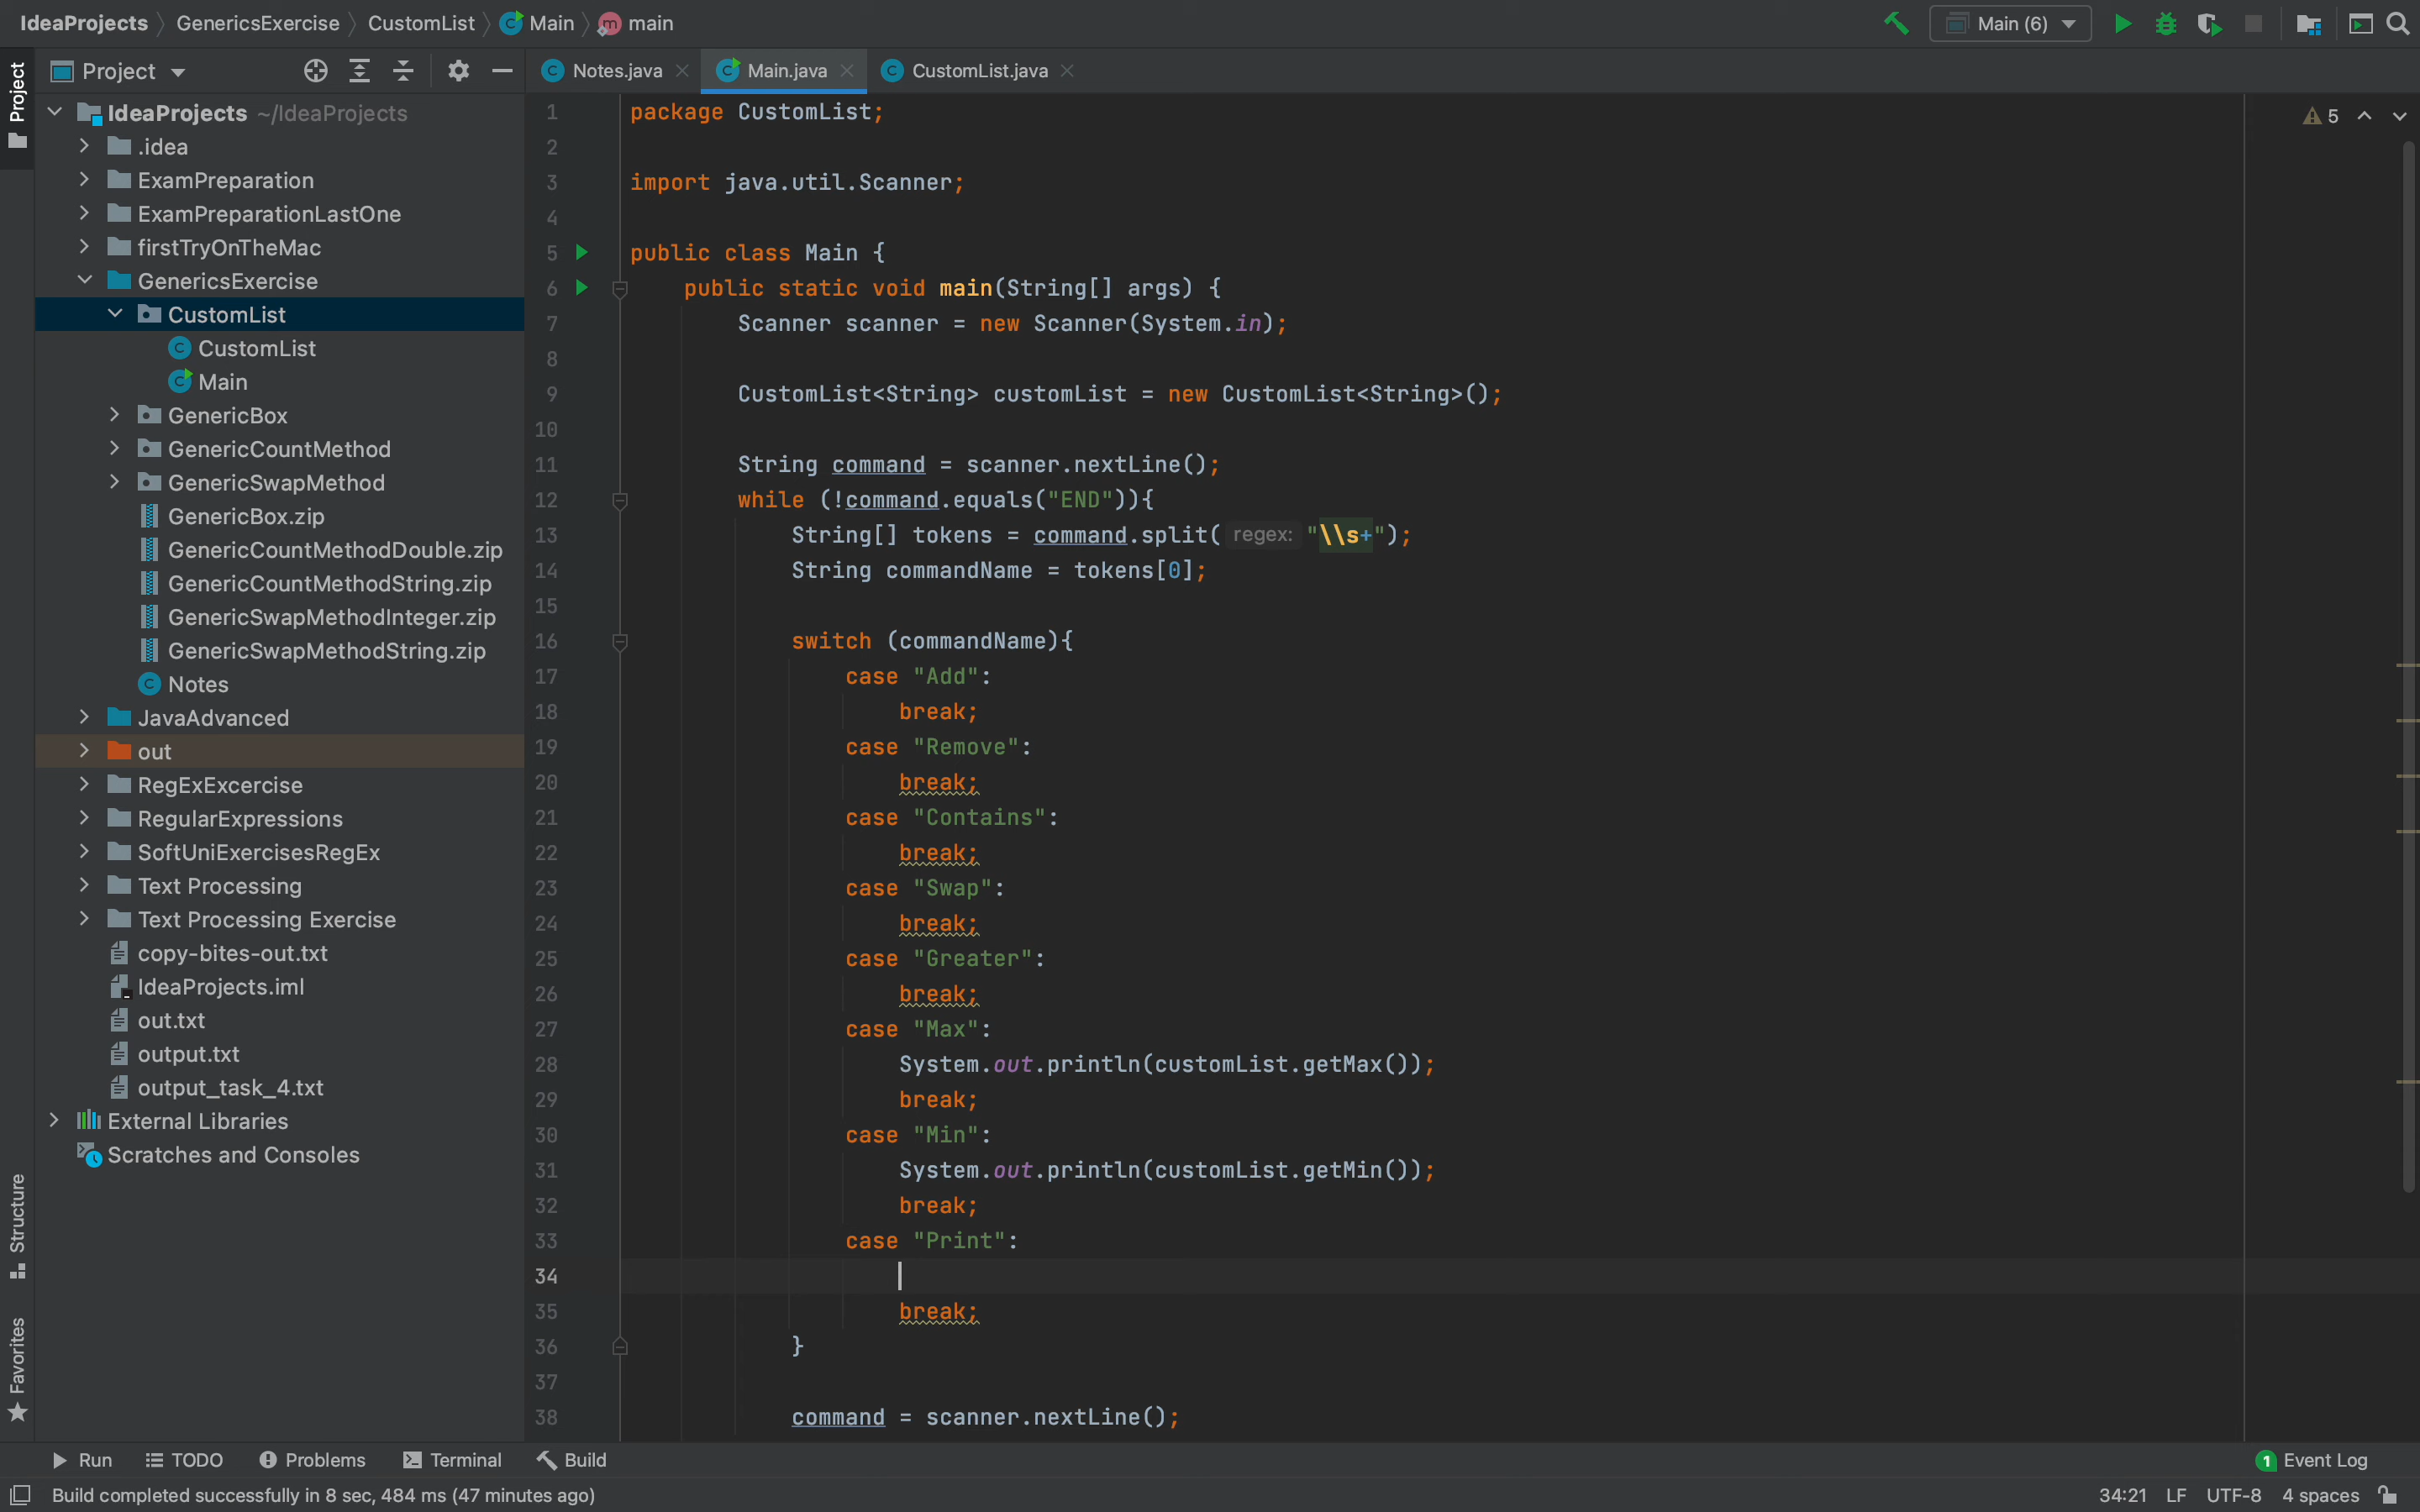 IdeaProjects GenericsExercise CustomList Main main
Main (6)
Project
Notes.java Main.java CustomList.java
Project
IdeaProjects ~/IdeaProjects
.idea
ExamPreparation
ExamPreparationLastOne
firstTryOnTheMac
GenericsExercise
CustomList
CustomList
Main
GenericBox
GenericCountMethod
GenericSwapMethod
GenericBox.zip
GenericCountMethodDouble.zip
GenericCountMethodString.zip
GenericSwapMethodInteger.zip
GenericSwapMethodString.zip
Notes
JavaAdvanced
out
RegExExcercise
RegularExpressions
SoftUniExercisesRegEx
Text Processing
Text Processing Exercise
copy-bites-out.txt
IdeaProjects.iml
out.txt
output.txt
output_task_4.txt
External Libraries
Scratches and Consoles
Structure
Favorites
1 package CustomList;
2
3 import java.util.Scanner;
4
5 public class Main {
6 public static void main(String[] args) {
7 Scanner scanner = new Scanner(System.in);
8
9 CustomList<String> customList = new CustomList<String>();
10
11 String command = scanner.nextLine();
12 while (!command.equals("END")){
13 String[] tokens = command.split( regex: "\\s+");
14 String commandName = tokens[0];
15
16 switch (commandName){
17 case "Add":
18 break;
19 case "Remove":
20 break;
21 case "Contains":
22 break;
23 case "Swap":
24 break;
25 case "Greater":
26 break;
27 case "Max":
28 System.out.println(customList.getMax());
29 break;
30 case "Min":
31 System.out.println(customList.getMin());
32 break;
33 case "Print":
34
35 break;
36 }
37
38 command = scanner.nextLine();
5
Run TODO Problems Terminal Build
1 Event Log
Build completed successfully in 8 sec, 484 ms (47 minutes ago)
34:21 LF UTF-8 4 spaces